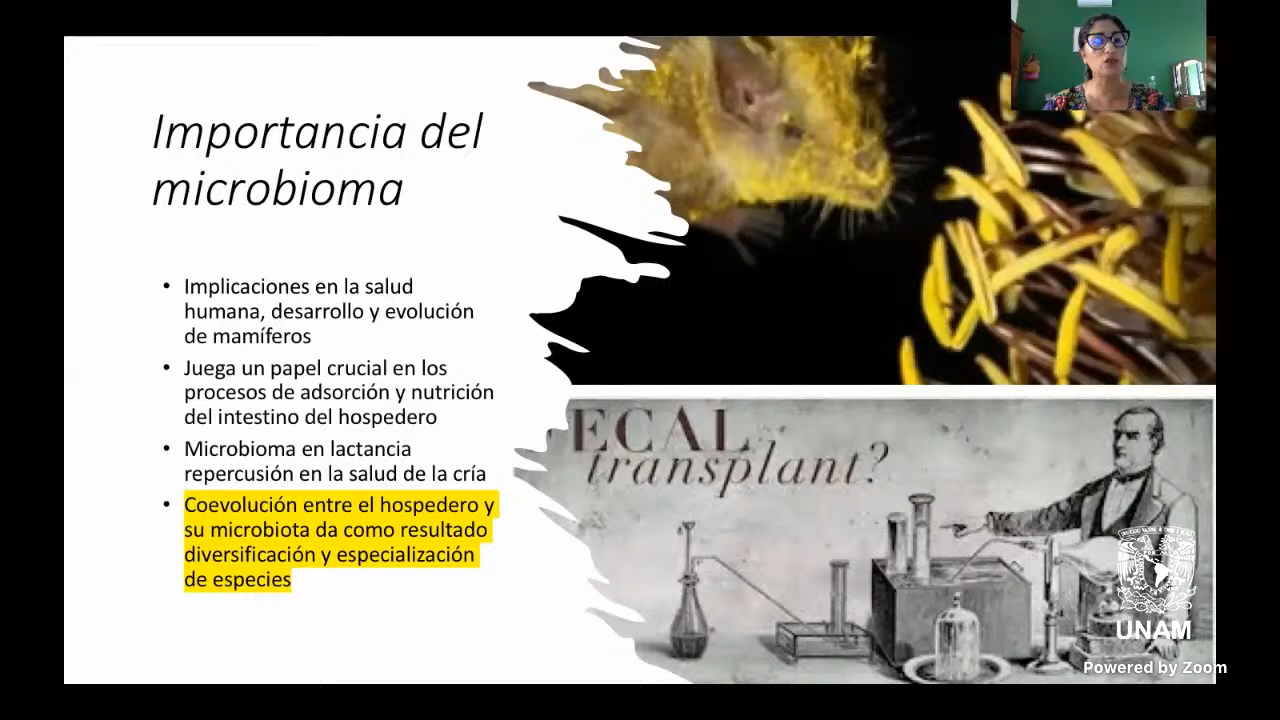 Importancia del
microbioma
• Implicaciones en la salud
humana, desarrollo y evolución
de mamíferos
• Juega un papel crucial en los
procesos de adsorción y nutrición
del intestino del hospedero
• Microbioma en lactancia
repercusión en la salud de la cría
• Coevolución entre el hospedero y
su microbiota da como resultado
diversificación y especialización
de especies
ECAL
transplant?
UNAM
Powered by Zoom